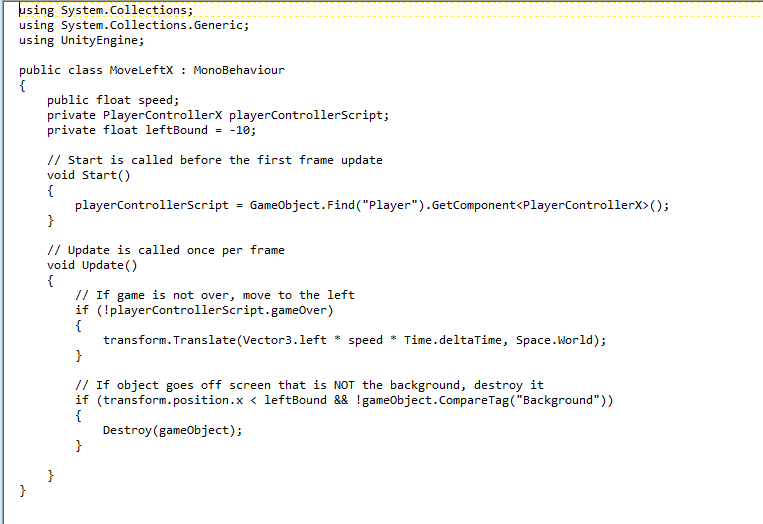 using System.Collections;
using System.Collections.Generic;
using UnityEngine;

public class MoveLeftX : MonoBehaviour
{
    public float speed;
    private PlayerControllerX playerControllerScript;
    private float leftBound = -10;

    // Start is called before the first frame update
    void Start()
    {
        playerControllerScript = GameObject.Find("Player").GetComponent<PlayerControllerX>();
    }

    // Update is called once per frame
    void Update()
    {
        // If game is not over, move to the left
        if (!playerControllerScript.gameOver)
        {
            transform.Translate(Vector3.left * speed * Time.deltaTime, Space.World);
        }

        // If object goes off screen that is NOT the background, destroy it
        if (transform.position.x < leftBound && !gameObject.CompareTag("Background"))
        {
            Destroy(gameObject);
        }

    }
}